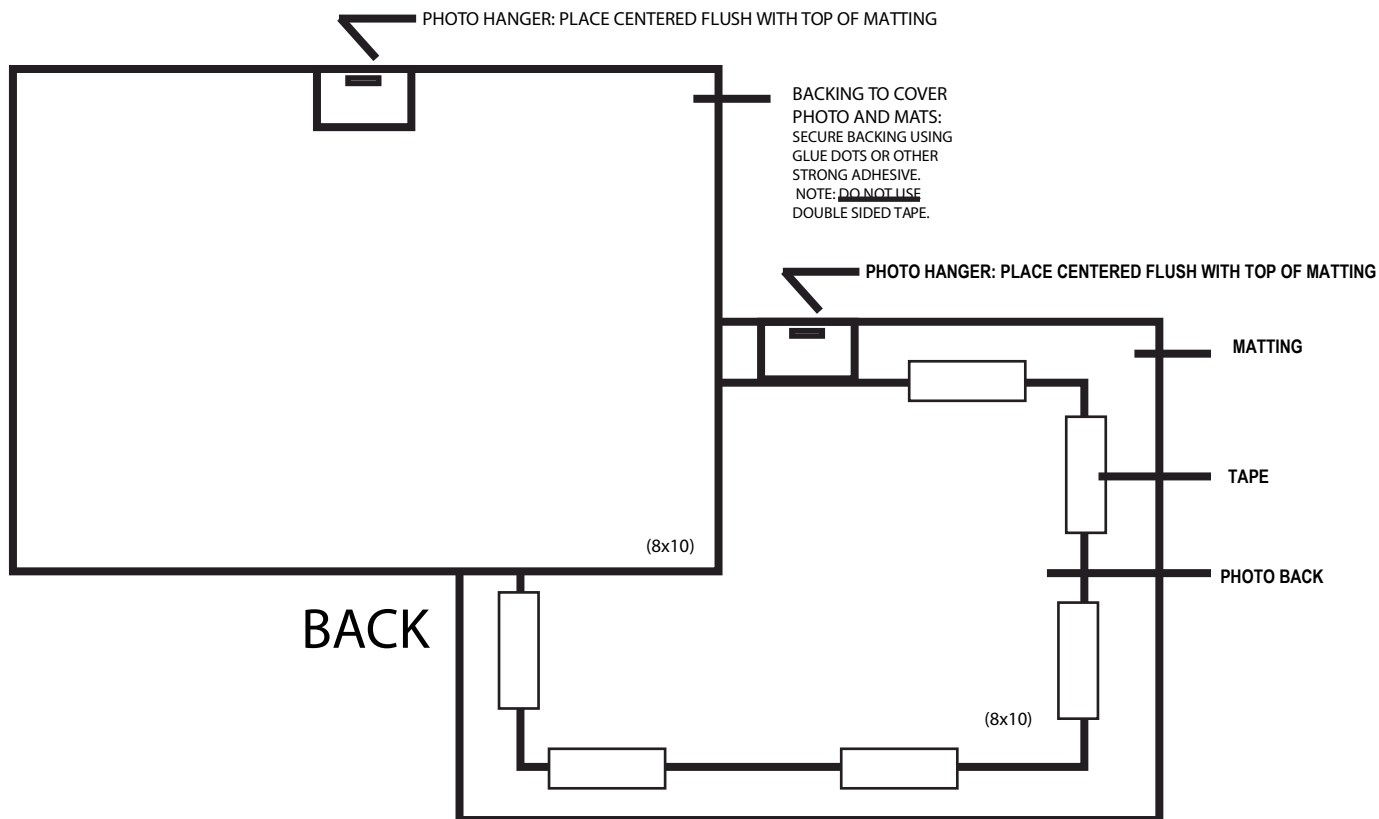 PHOTO HANGER: PLACE CENTERED FLUSH WITH TOP OF MATTING
BACKING TO COVER
PHOTO AND MATS:
SECURE BACKING USING
GLUE DOTS OR OTHER
STRONG ADHESIVE.
NOTE: DO NOT USE
DOUBLE SIDED TAPE.
PHOTO HANGER: PLACE CENTERED FLUSH WITH TOP OF MATTING
MATTING
TAPE
(8x10)
PHOTO BACK
BACK
(8x10)